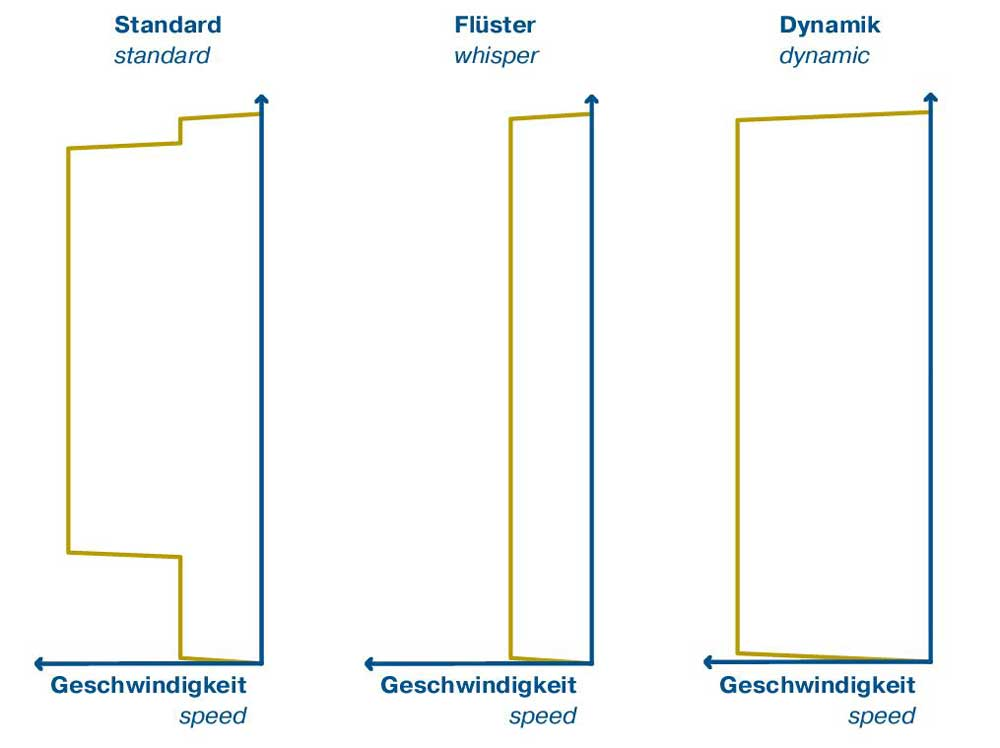 Standard
standard
Flüster
whisper
Dynamik
dynamic
Geschwindigkeit
speed
Geschwindigkeit
speed
Geschwindigkeit
speed